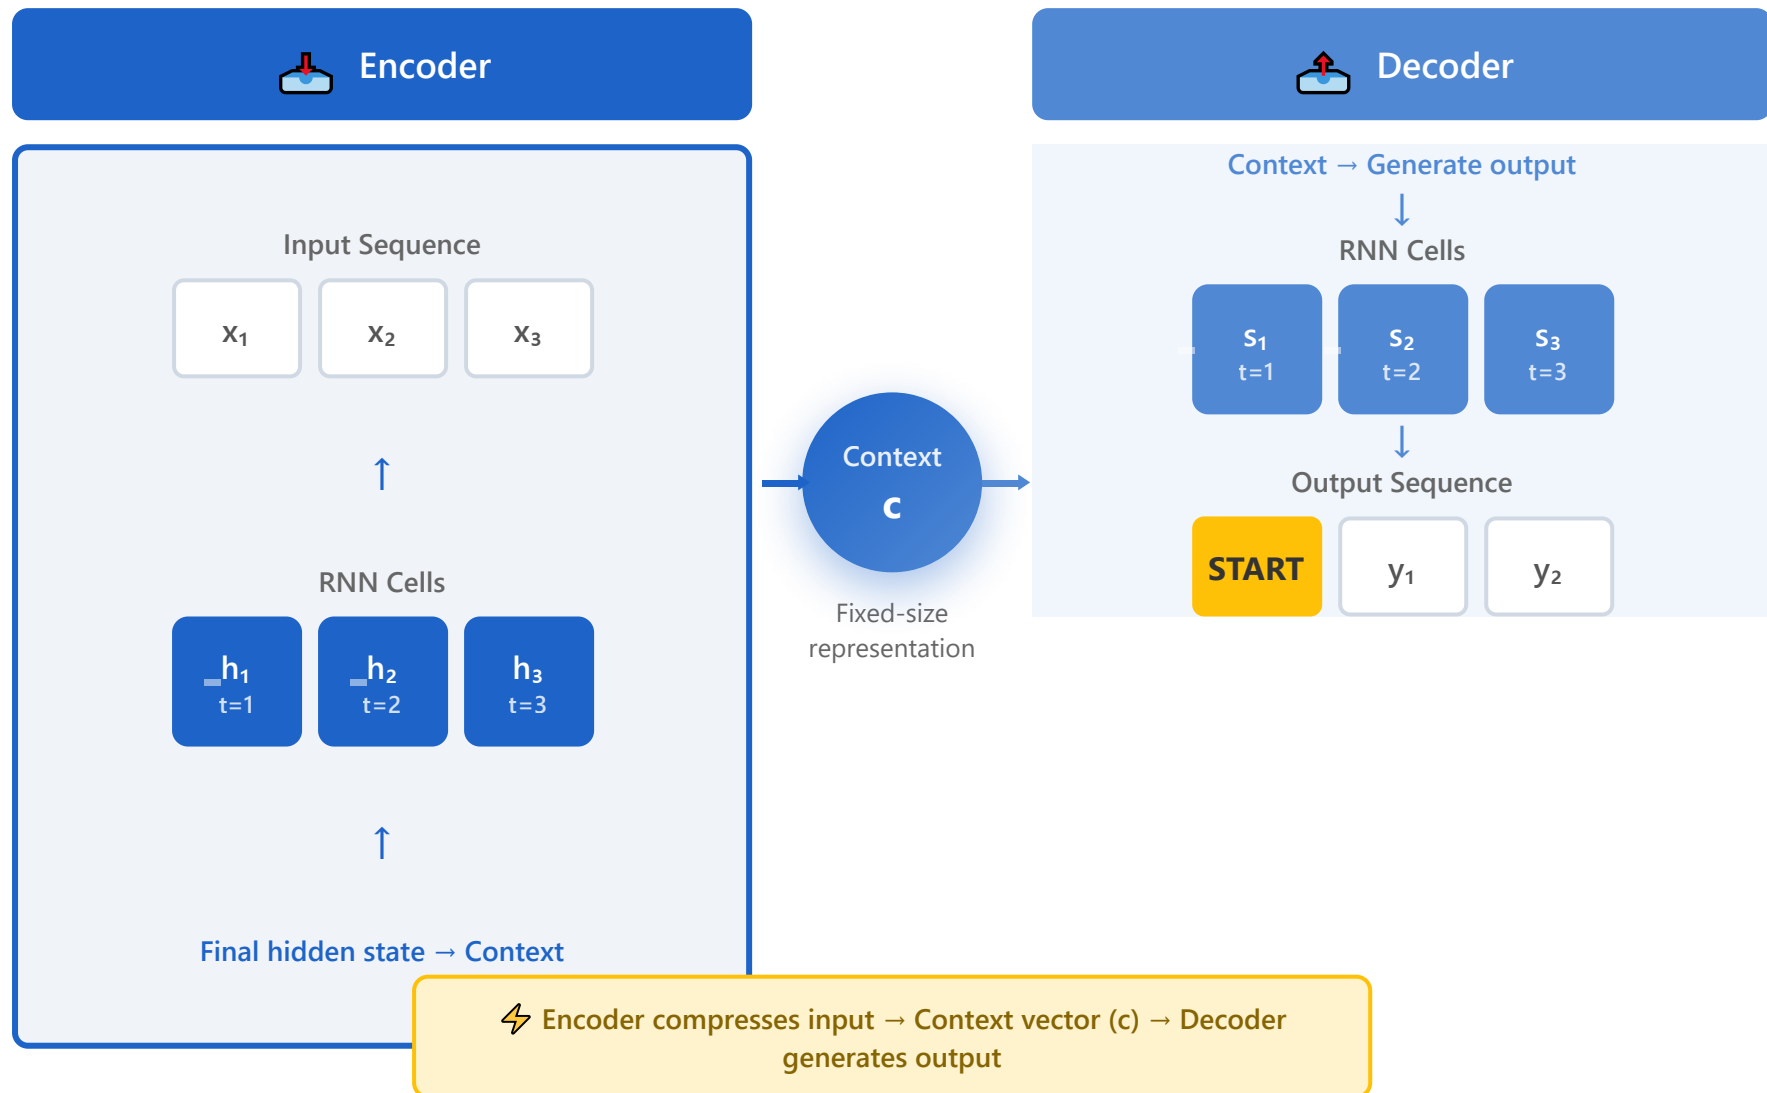 📥 Encoder
Input Sequence
x₁ x₂ x₃
↑
RNN Cells
h₁ h₂ h₃
t=1 t=2 t=3
↑
Final hidden state → Context
Context
c
Fixed-size
representation
📤 Decoder
Context → Generate output
↓
RNN Cells
s₁ s₂ s₃
t=1 t=2 t=3
↓
Output Sequence
START y₁ y₂
⚡ Encoder compresses input → Context vector (c) → Decoder
generates output